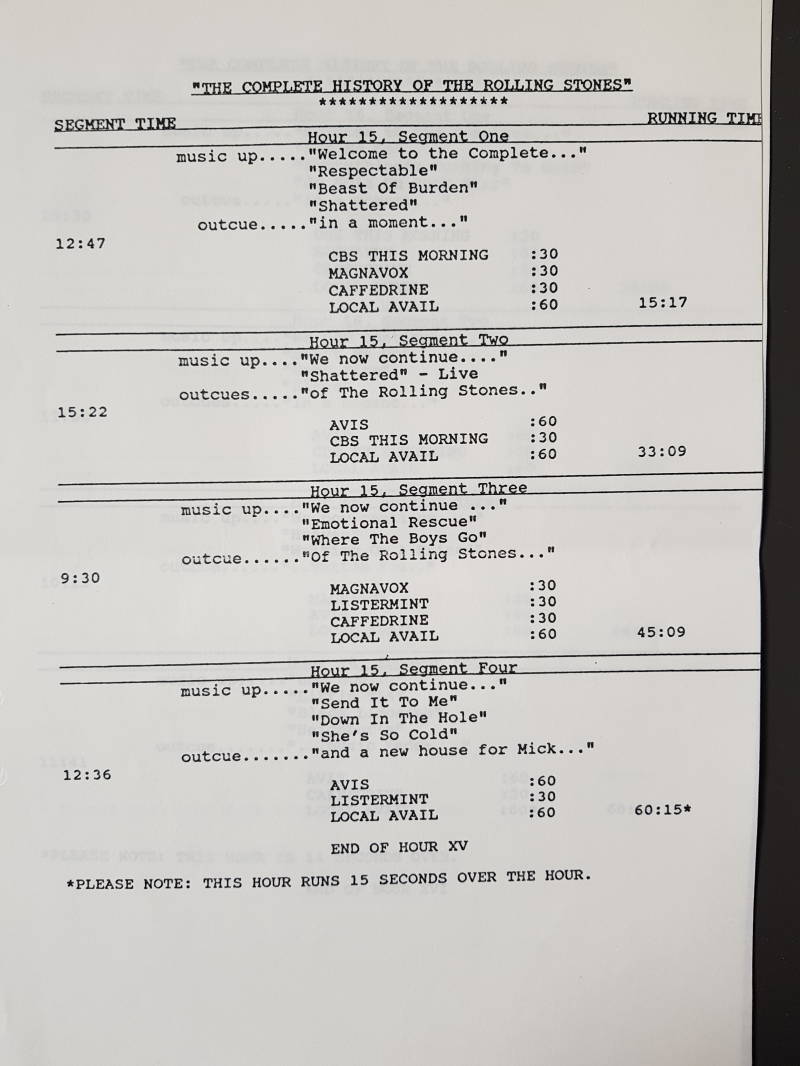 "THE COMPLETE HISTORY OF THE ROLLING STONES"
*******************
SEGMENT TIME RUNNING TIME
Hour 15, Segment One
music up....."Welcome to the Complete..."
"Respectable"
"Beast Of Burden"
"Shattered"
outcue....."in a moment..."
12:47
CBS THIS MORNING :30
MAGNAVOX :30
CAFFEDRINE :30
LOCAL AVAIL :60 15:17
Hour 15, Segment Two
music up...."We now continue...."
"Shattered" - Live
outcues....."of The Rolling Stones.."
15:22
AVIS :60
CBS THIS MORNING :30
LOCAL AVAIL :60 33:09
Hour 15, Segment Three
music up...."We now continue ..."
"Emotional Rescue"
"Where The Boys Go"
outcue......"Of The Rolling Stones..."
9:30
MAGNAVOX :30
LISTERMINT :30
CAFFEDRINE :30
LOCAL AVAIL :60 45:09
Hour 15, Segment Four
music up....."We now continue..."
"Send It To Me"
"Down In The Hole"
"She's So Cold"
outcue......."and a new house for Mick..."
12:36
AVIS :60
LISTERMINT :30
LOCAL AVAIL :60 60:15*
END OF HOUR XV
*PLEASE NOTE: THIS HOUR RUNS 15 SECONDS OVER THE HOUR.